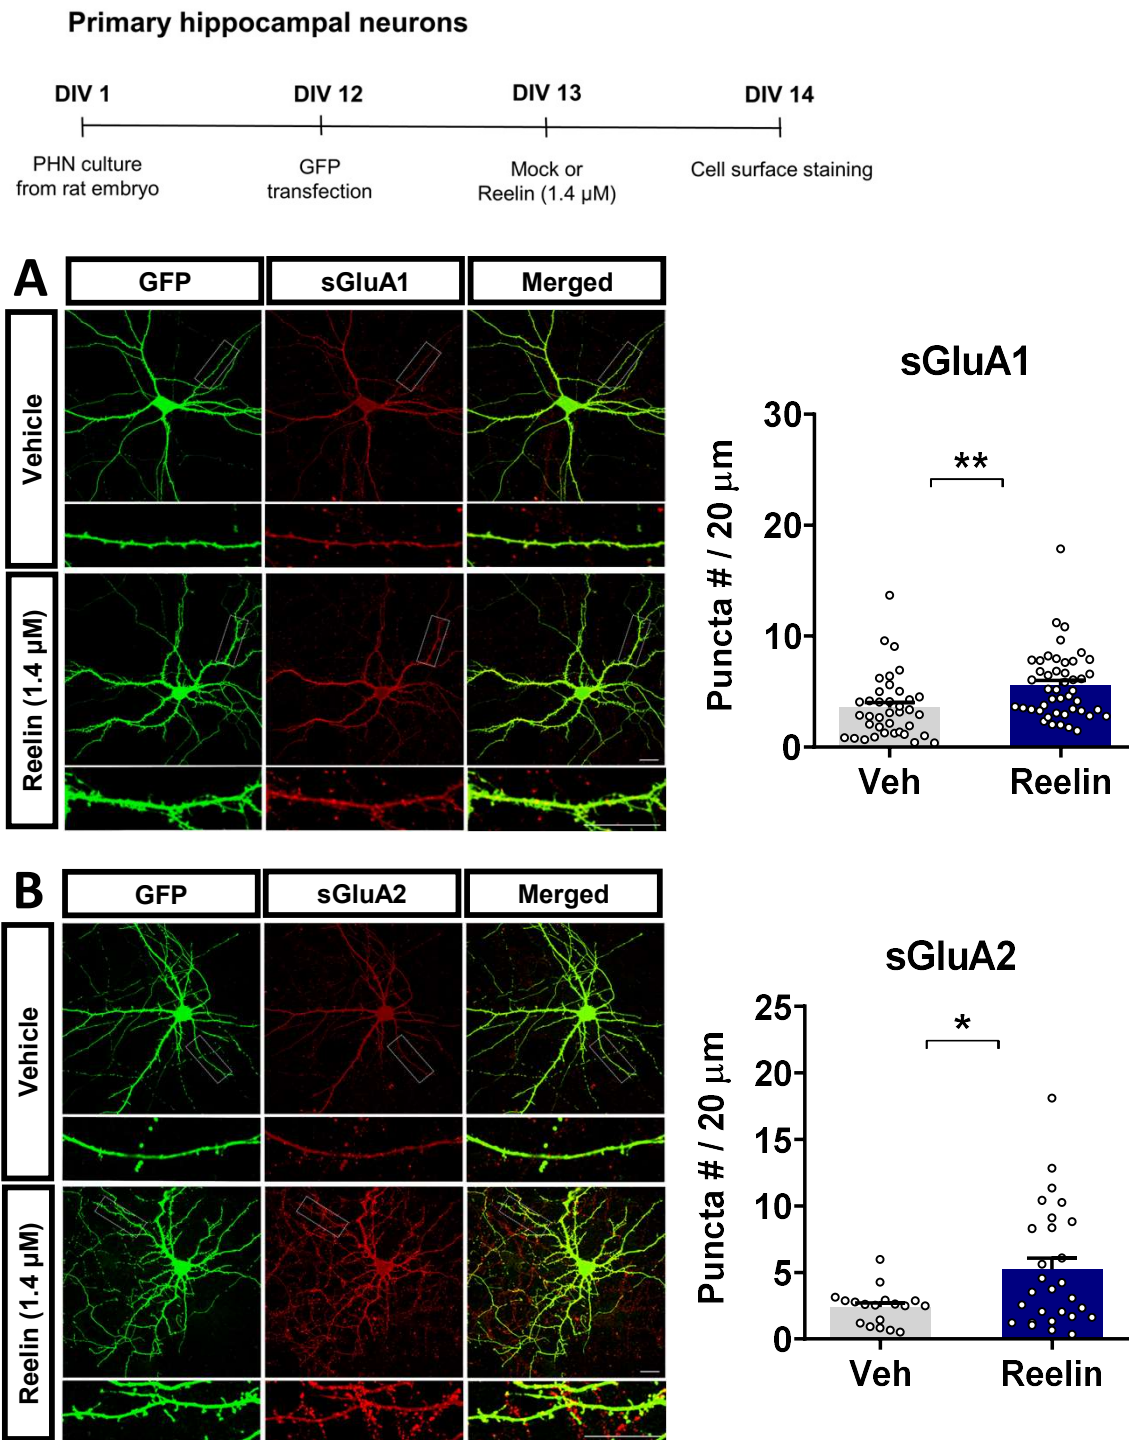 Primary hippocampal neurons
DIV 1
DIV 12
DIV 13
DIV 14
PHN culture
from rat embryo
GFP
transfection
Mock or
Reelin (1.4 µM)
Cell surface staining
A
GFP
sGluA1
Merged
Vehicle
Reelin (1.4 µM)
sGluA1
Puncta # / 20 µm
30
20
10
0
**
Veh
Reelin
B
GFP
sGluA2
Merged
Vehicle
Reelin (1.4 µM)
sGluA2
Puncta # / 20 µm
25
20
15
10
5
0
*
Veh
Reelin